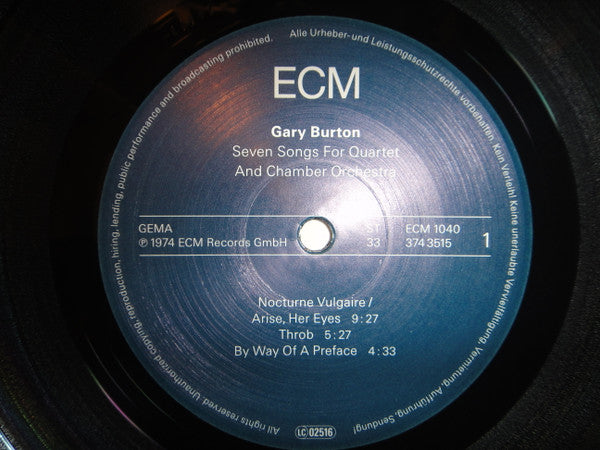 Alle Urheber- und Leistungsschutzrechte vorbehalten Kein Verleih! Keine unerlaubte Vervielfältigung, Vermietung, Aufführung, Sendung!
ECM
Gary Burton
Seven Songs For Quartet
And Chamber Orchestra
GEMA ST ECM 1040
℗ 1974 ECM Records GmbH 33 374 3515 1
Nocturne Vulgaire /
Arise, Her Eyes 9:27
Throb 5:27
By Way Of A Preface 4:33
LC 02516
All rights reserved. Unauthorized copying, reproduction, hiring, lending, public performance and broadcasting prohibited.